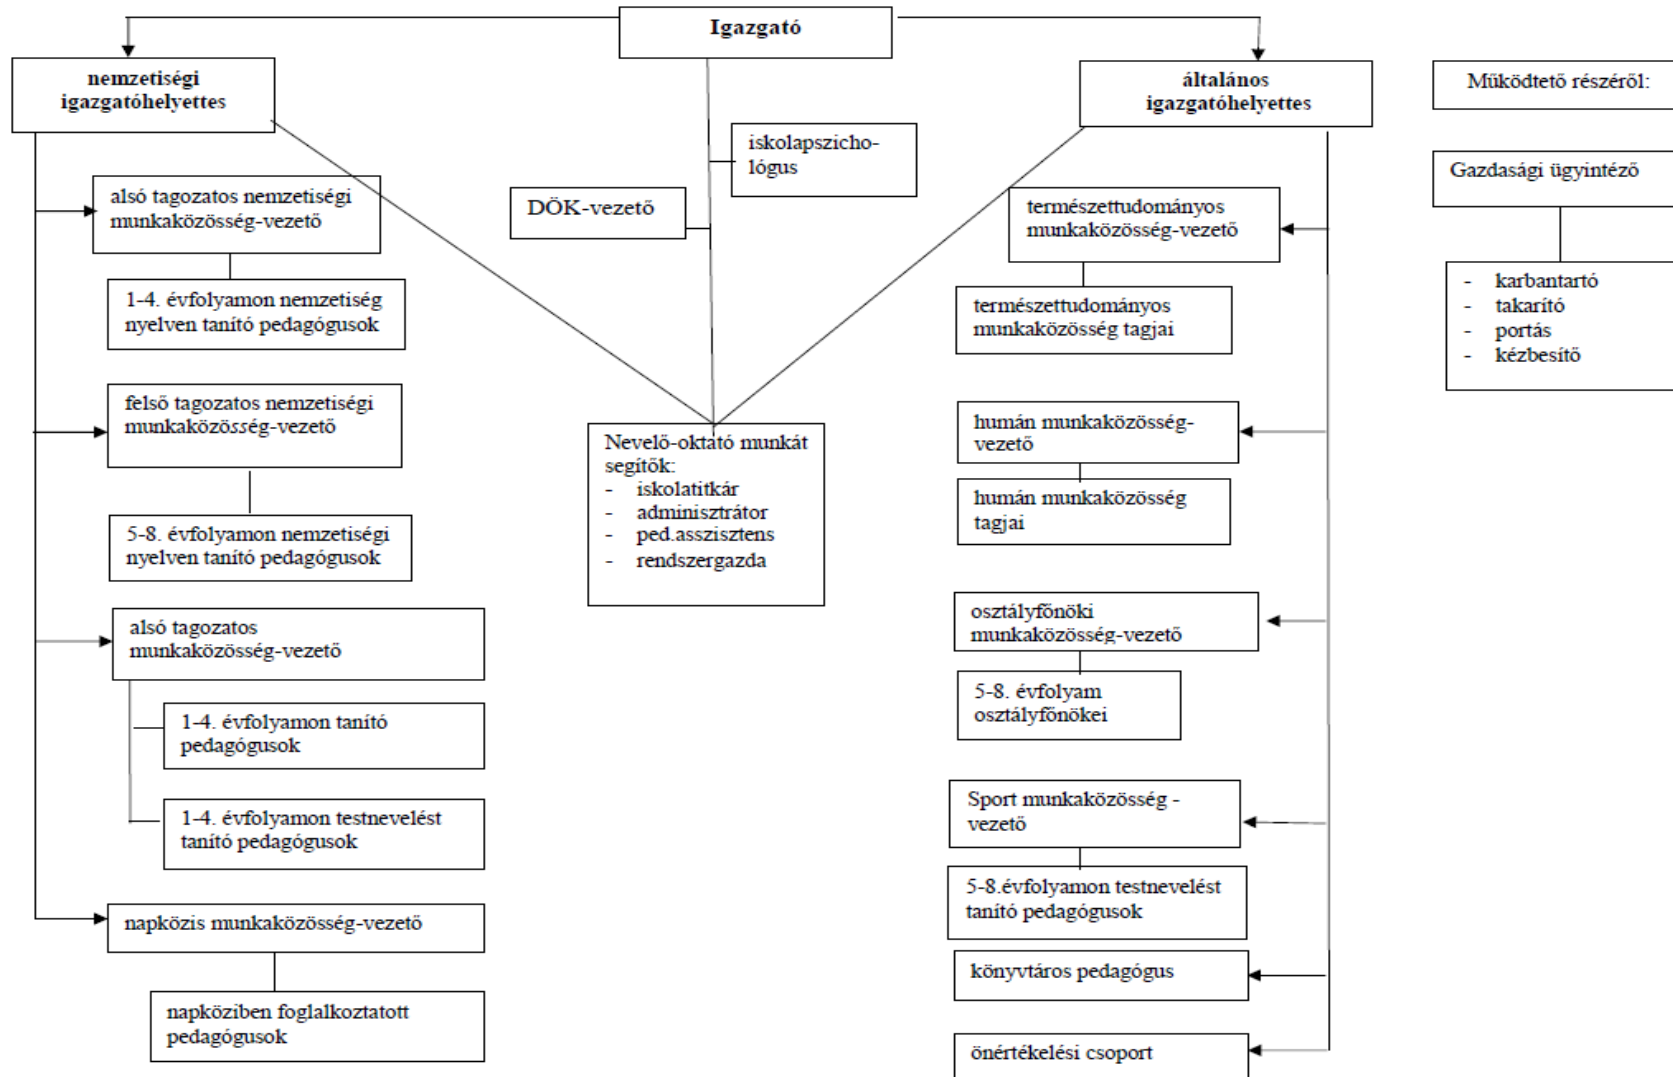 Igazgató
nemzetiségi
igazgatóhelyettes
általános
igazgatóhelyettes
Működtető részéről:
iskolapszicho-
lógus
Gazdasági ügyintéző
DÖK-vezető
alsó tagozatos nemzetiségi
munkaközösség-vezető
1-4. évfolyamon nemzetiség
nyelven tanító pedagógusok
felső tagozatos nemzetiségi
munkaközösség-vezető
5-8. évfolyamon nemzetiségi
nyelven tanító pedagógusok
alsó tagozatos
munkaközösség-vezető
1-4. évfolyamon tanító
pedagógusok
1-4. évfolyamon testnevelést
tanító pedagógusok
napközis munkaközösség-vezető
napköziben foglalkoztatott
pedagógusok
Nevelő-oktató munkát
segítők:
- iskolatitkár
- adminisztrátor
- ped.asszisztens
- rendszergazda
természettudományos
munkaközösség-vezető
természettudományos
munkaközösség tagjai
humán munkaközösség-
vezető
humán munkaközösség
tagjai
osztályfőnöki
munkaközösség-vezető
5-8. évfolyam
osztályfőnökei
Sport munkaközösség -
vezető
5-8.évfolyamon testnevelést
tanító pedagógusok
könyvtáros pedagógus
önértékelési csoport
- karbantartó
- takarító
- portás
- kézbesítő